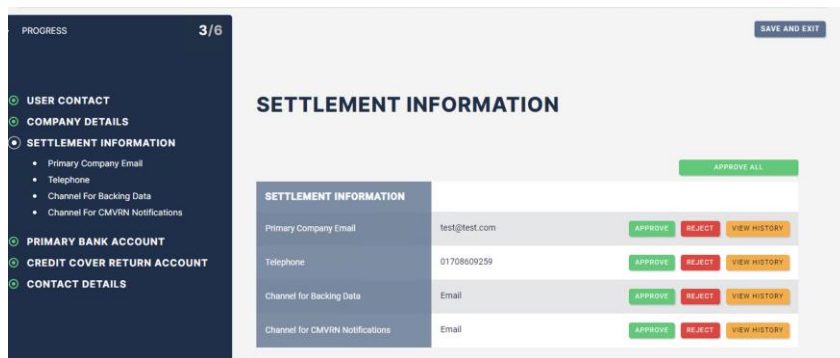 PROGRESS
3/6
SAVE AND EXIT
USER CONTACT
COMPANY DETAILS
SETTLEMENT INFORMATION
Primary Company Email
Telephone
Channel For Backing Data
Channel For CMVRN Notifications
PRIMARY BANK ACCOUNT
CREDIT COVER RETURN ACCOUNT
CONTACT DETAILS
SETTLEMENT INFORMATION
APPROVE ALL
SETTLEMENT INFORMATION
Primary Company Email test@test.com APPROVE REJECT VIEW HISTORY
Telephone 01708609259 APPROVE REJECT VIEW HISTORY
Channel for Backing Data Email APPROVE REJECT VIEW HISTORY
Channel for CMVRN Notifications Email APPROVE REJECT VIEW HISTORY